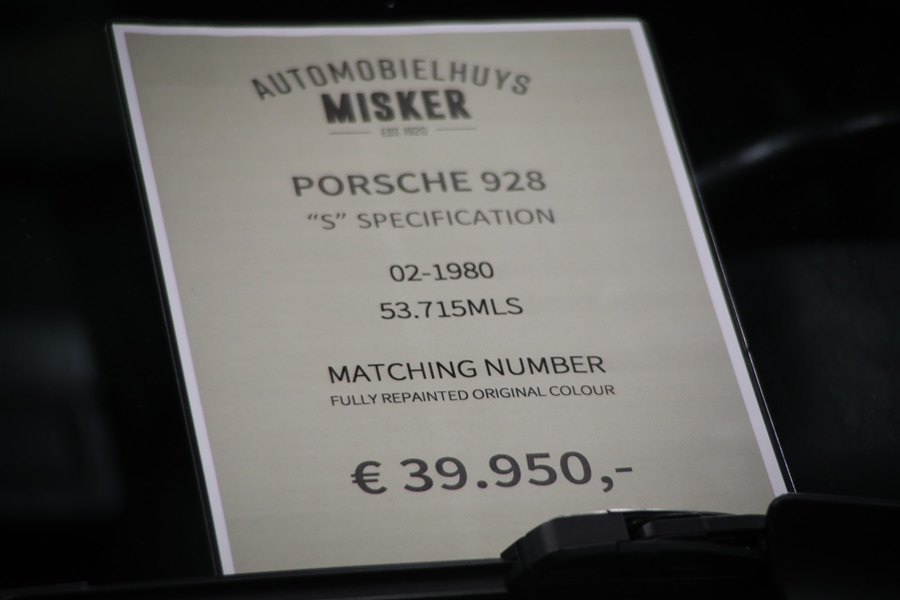 AUTOMOBIELHUYS
MISKER
EST. 1920
PORSCHE 928
“S” SPECIFICATION
02-1980
53.715MLS
MATCHING NUMBER
FULLY REPAINTED ORIGINAL COLOUR
€ 39.950,-